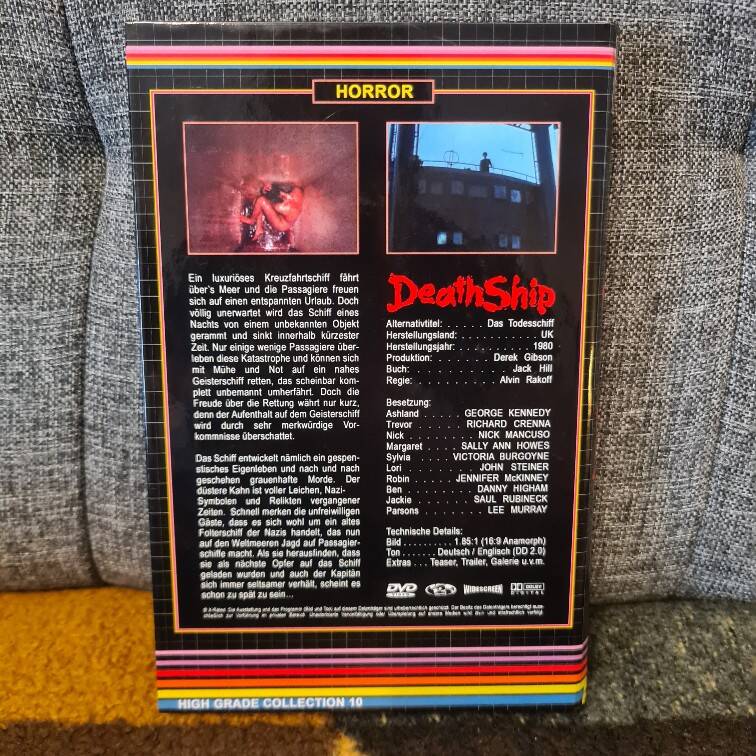 HORROR
Ein luxuriöses Kreuzfahrtschiff fährt
über's Meer und die Passagiere freuen
sich auf einen entspannten Urlaub. Doch
völlig unerwartet wird das Schiff eines
Nachts von einem unbekannten Objekt
gerammt und sinkt innerhalb kürzester
Zeit. Nur einige wenige Passagiere über-
leben diese Katastrophe und können sich
mit Mühe und Not auf ein nahes
Geisterschiff retten, das scheinbar kom-
plett unbemannt umherfährt. Doch die
Freude über die Rettung währt nur kurz,
denn der Aufenthalt auf dem Geisterschiff
wird durch sehr merkwürdige Vor-
kommnisse überschattet.
Das Schiff entwickelt nämlich ein gespen-
stisches Eigenleben und nach und nach
geschehen grauenhafte Morde. Der
düstere Kahn ist voller Leichen, Nazi-
Symbolen und Relikten vergangener
Zeiten. Schnell merken die unfreiwilligen
Gäste, dass es sich wohl um ein altes
Folterschiff der Nazis handelt, das nun
auf den Weltmeeren Jagd auf Passagier-
schiffe macht. Als sie herausfinden, dass
sie als nächste Opfer auf das Schiff
geladen wurden und auch der Kapitän
sich immer seltsamer verhält, scheint es
schon zu spät zu sein...
Death Ship
Alternativtitel: . . . . . . Das Todesschiff
Herstellungsland: . . . . . . . . . . . . UK
Herstellungsjahr: . . . . . . . . . . . 1980
Produktion: . . . . . . . . Derek Gibson
Buch: . . . . . . . . . . . . . . . Jack Hill
Regie: . . . . . . . . . . . . . Alvin Rakoff
Besetzung:
Ashland . . . . . . GEORGE KENNEDY
Trevor . . . . . . . RICHARD CRENNA
Nick . . . . . . . . . . NICK MANCUSO
Margaret . . . . SALLY ANN HOWES
Sylvia . . . . . VICTORIA BURGOYNE
Lori . . . . . . . . . . . . JOHN STEINER
Robin . . . . . . JENNIFER McKINNEY
Ben . . . . . . . . . . . DANNY HIGHAM
Jackie . . . . . . . . . SAUL RUBINECK
Parsons . . . . . . . . . . . LEE MURRAY
Technische Details:
Bild . . . . . . . . . . 1.85:1 (16:9 Anamorph)
Ton . . . . . . . Deutsch / Englisch (DD 2.0)
Extras . . . Teaser, Trailer, Galerie u.v.m.
DVD VIDEO
2
WIDESCREEN
DOLBY DIGITAL
HIGH GRADE COLLECTION 10